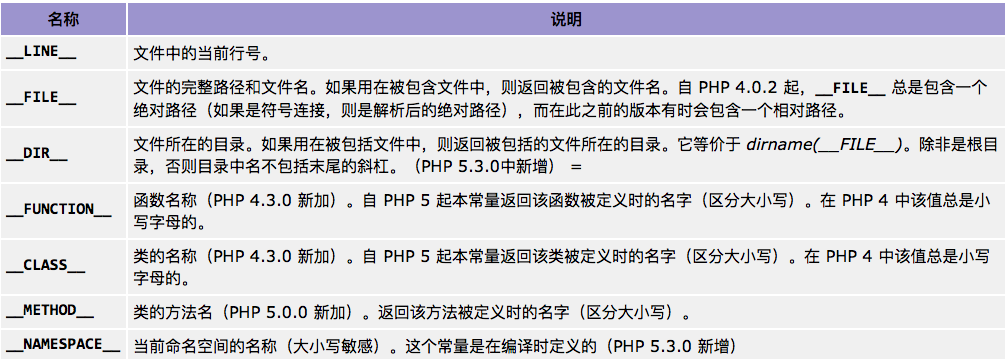 名称 说明
__LINE__ 文件中的当前行号。
__FILE__ 文件的完整路径和文件名。如果用在被包含文件中，则返回被包含的文件名。自 PHP 4.0.2 起，__FILE__ 总是包含一个
绝对路径（如果是符号连接，则是解析后的绝对路径），而在此之前的版本有时会包含一个相对路径。
__DIR__ 文件所在的目录。如果用在被包括文件中，则返回被包括的文件所在的目录。它等价于 dirname(__FILE__)。除非是根目
录，否则目录中名不包括末尾的斜杠。（PHP 5.3.0中新增） =
__FUNCTION__ 函数名称（PHP 4.3.0 新加）。自 PHP 5 起本常量返回该函数被定义时的名字（区分大小写）。在 PHP 4 中该值总是小
写字母的。
__CLASS__ 类的名称（PHP 4.3.0 新加）。自 PHP 5 起本常量返回该类被定义时的名字（区分大小写）。在 PHP 4 中该值总是小写
字母的。
__METHOD__ 类的方法名（PHP 5.0.0 新加）。返回该方法被定义时的名字（区分大小写）。
__NAMESPACE__ 当前命名空间的名称（大小写敏感）。这个常量是在编译时定义的（PHP 5.3.0 新增）